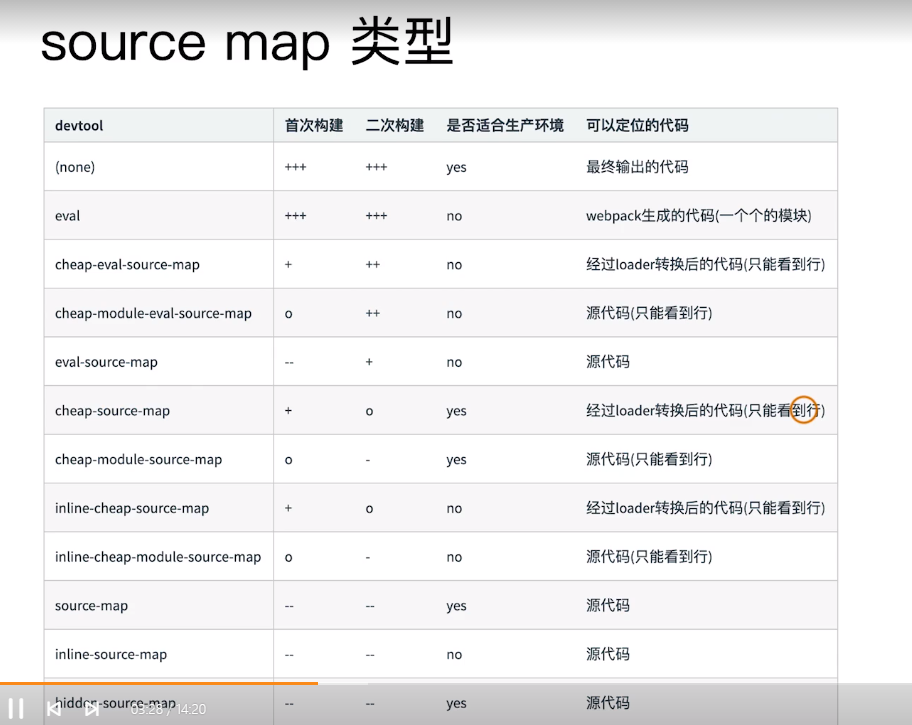 source map 类型
devtool 首次构建 二次构建 是否适合生产环境 可以定位的代码
(none) +++ +++ yes 最终输出的代码
eval +++ +++ no webpack生成的代码(一个个的模块)
cheap-eval-source-map + ++ no 经过loader转换后的代码(只能看到行)
cheap-module-eval-source-map o ++ no 源代码(只能看到行)
eval-source-map -- + no 源代码
cheap-source-map + o yes 经过loader转换后的代码(只能看到行)
cheap-module-source-map o - yes 源代码(只能看到行)
inline-cheap-source-map + o no 经过loader转换后的代码(只能看到行)
inline-cheap-module-source-map o - no 源代码(只能看到行)
source-map -- -- yes 源代码
inline-source-map -- -- no 源代码
hidden-source-map -- -- yes 源代码
03:28 / 14:20